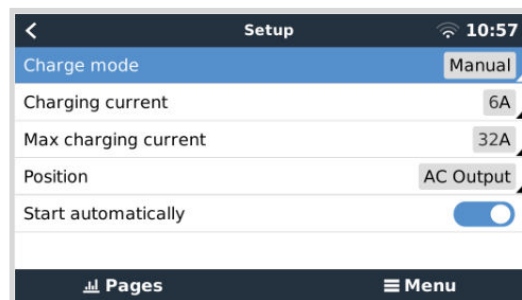 Setup 10:57
Charge mode Manual
Charging current 6A
Max charging current 32A
Position AC Output
Start automatically
Pages Menu